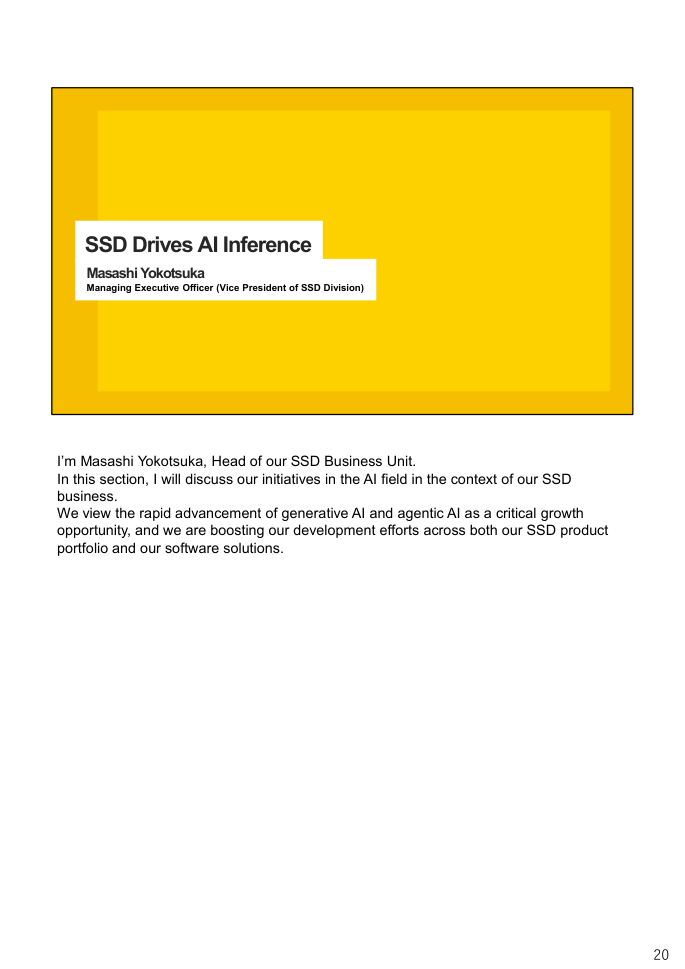 SSD Drives AI Inference
Masashi Yokotsuka
Managing Executive Officer (Vice President of SSD Division)
I’m Masashi Yokotsuka, Head of our SSD Business Unit.
In this section, I will discuss our initiatives in the AI field in the context of our SSD
business.
We view the rapid advancement of generative AI and agentic AI as a critical growth
opportunity, and we are boosting our development efforts across both our SSD product
portfolio and our software solutions.
20